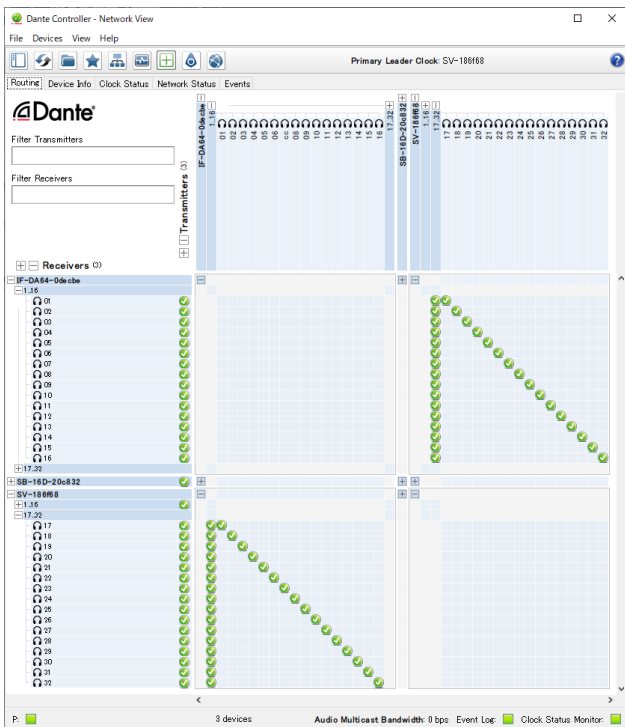 Dante Controller - Network View
File Devices View Help
Primary Leader Clock: SV-186f68
Routing Device Info Clock Status Network Status Events
Dante
Filter Transmitters
Filter Receivers
Transmitters (3)
IF-DA64-0decbe
1..16
01 02 03 04 05 06 cc 08 09 10 11 12 13 14 15 16
17..32
SB-16D-20c832
SV-186f68
1..16
17..32
17 18 19 20 21 22 23 24 25 26 27 28 29 30 31 32
Receivers (3)
IF-DA64-0decbe
1..16
01
02
03
04
05
06
07
08
09
10
11
12
13
14
15
16
17..32
SB-16D-20c832
SV-186f68
1..16
17..32
17
18
19
20
21
22
23
24
25
26
27
28
29
30
31
32
P:
3 devices
Audio Multicast Bandwidth: 0 bps Event Log: Clock Status Monitor: